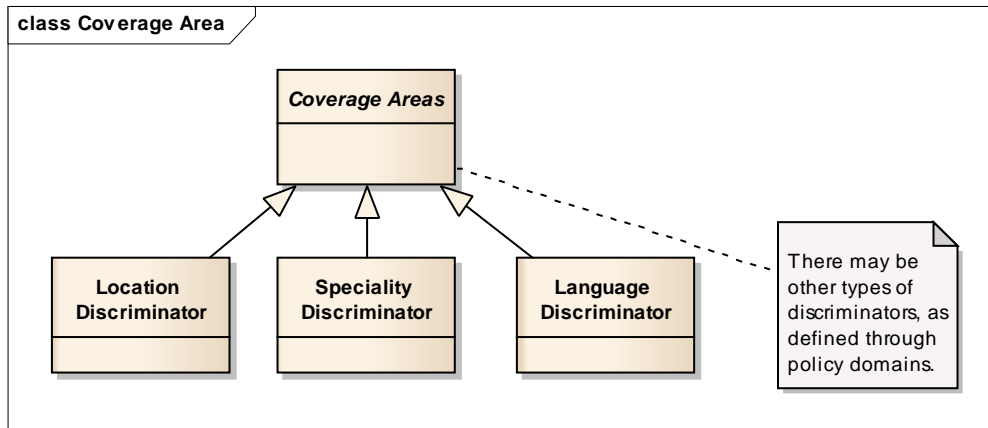 class Coverage Area
Coverage Areas
Location
Discriminator
Speciality
Discriminator
Language
Discriminator
There may be
other types of
discriminators, as
defined through
policy domains.